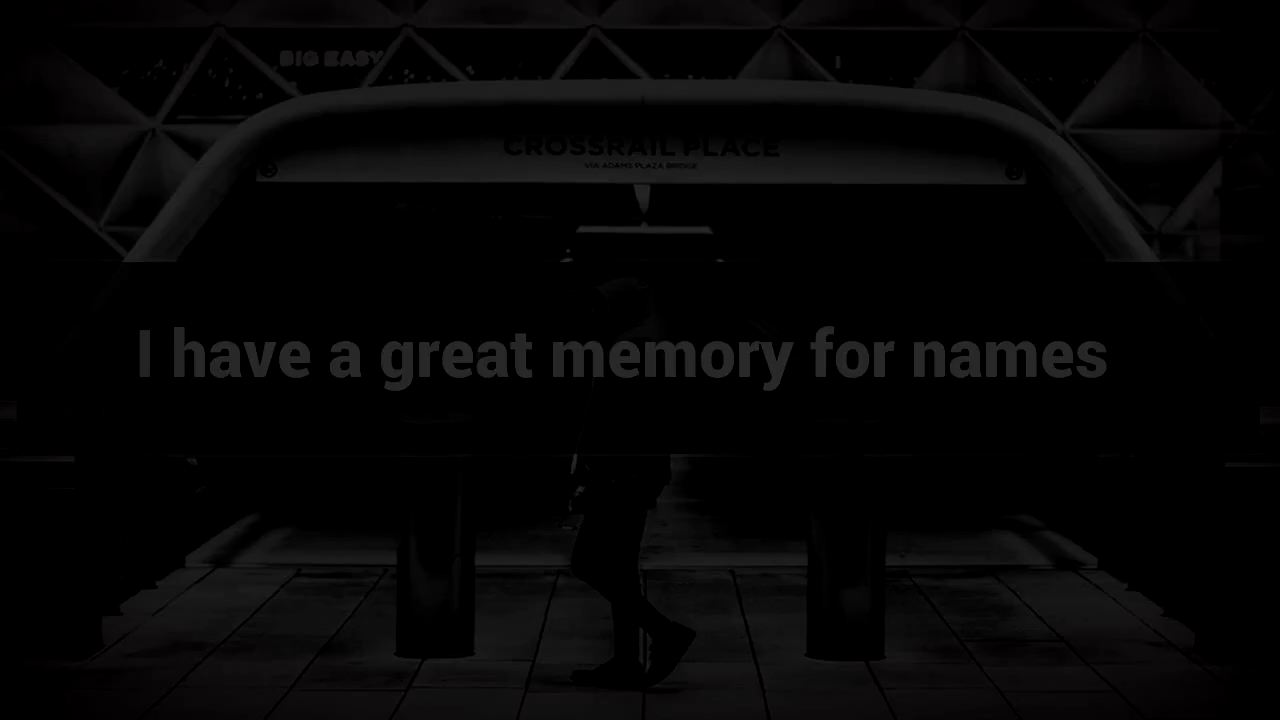 BIG EASY
CROSSRAIL PLACE
VIA ADAMS PLAZA BRIDGE
I have a great memory for names